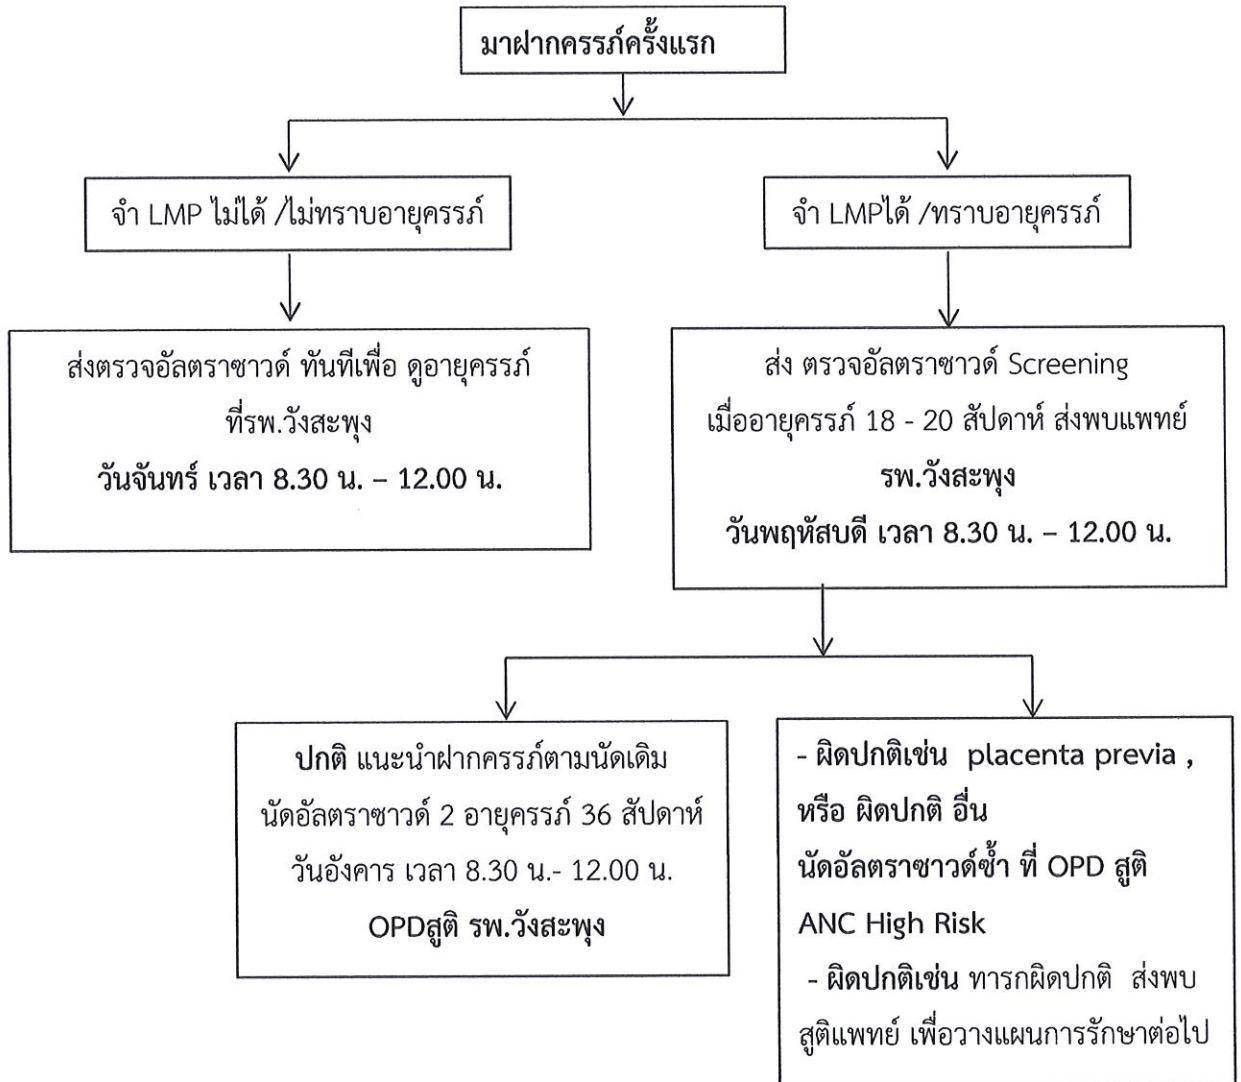 มาฝากครรภ์ครั้งแรก
จำ LMP ไม่ได้ /ไม่ทราบอายุครรภ์
จำ LMPได้ /ทราบอายุครรภ์
ส่งตรวจอัลตราซาวด์ ทันทีเพื่อ ดูอายุครรภ์
ที่รพ.วังสะพุง
วันจันทร์ เวลา 8.30 น. – 12.00 น.
ส่ง ตรวจอัลตราซาวด์ Screening
เมื่ออายุครรภ์ 18 - 20 สัปดาห์ ส่งพบแพทย์
รพ.วังสะพุง
วันพฤหัสบดี เวลา 8.30 น. – 12.00 น.
ปกติ แนะนำฝากครรภ์ตามนัดเดิม
นัดอัลตราซาวด์ 2 อายุครรภ์ 36 สัปดาห์
วันอังคาร เวลา 8.30 น.- 12.00 น.
OPDสูติ รพ.วังสะพุง
- ผิดปกติเช่น placenta previa ,
หรือ ผิดปกติ อื่น
นัดอัลตราซาวด์ซ้ำ ที่ OPD สูติ
ANC High Risk
- ผิดปกติเช่น ทารกผิดปกติ ส่งพบ
สูติแพทย์ เพื่อวางแผนการรักษาต่อไป